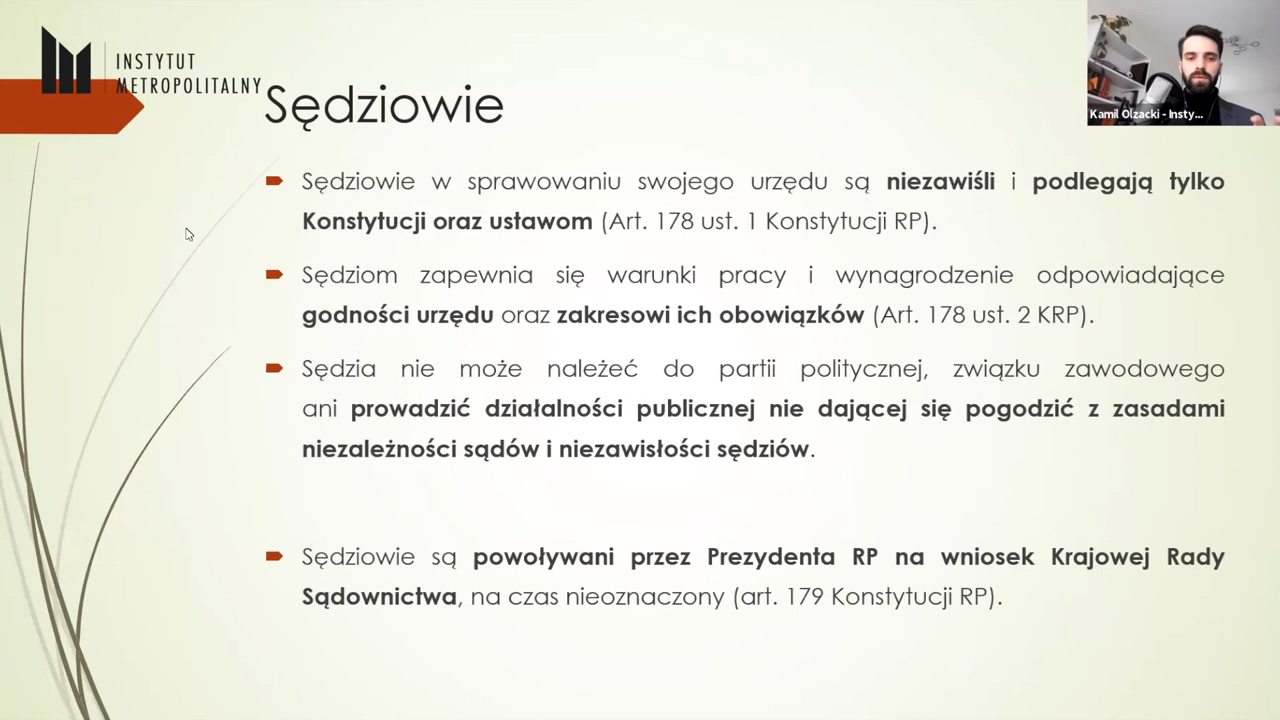 INSTYTUT
METROPOLITALNY
Sędziowie
Kamil Olzacki - Insty...
Sędziowie w sprawowaniu swojego urzędu są niezawiśli i podlegają tylko
Konstytucji oraz ustawom (Art. 178 ust. 1 Konstytucji RP).
Sędziom zapewnia się warunki pracy i wynagrodzenie odpowiadające
godności urzędu oraz zakresowi ich obowiązków (Art. 178 ust. 2 KRP).
Sędzia nie może należeć do partii politycznej, związku zawodowego
ani prowadzić działalności publicznej nie dającej się pogodzić z zasadami
niezależności sądów i niezawisłości sędziów.
Sędziowie są powoływani przez Prezydenta RP na wniosek Krajowej Rady
Sądownictwa, na czas nieoznaczony (art. 179 Konstytucji RP).